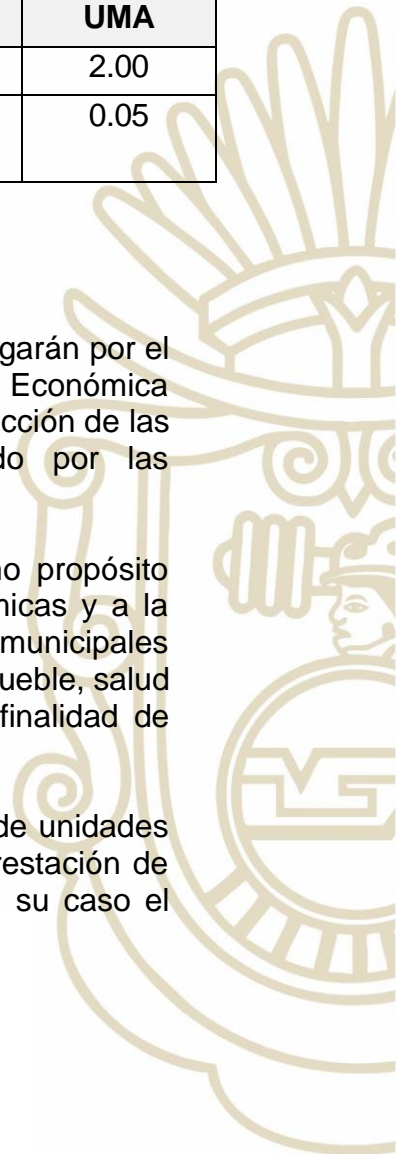 UMA
2.00
0.05
garán por el
Económica
cción de las
do por las
no propósito
micas y a la
municipales
ueble, salud
finalidad de
de unidades
restación de
su caso el